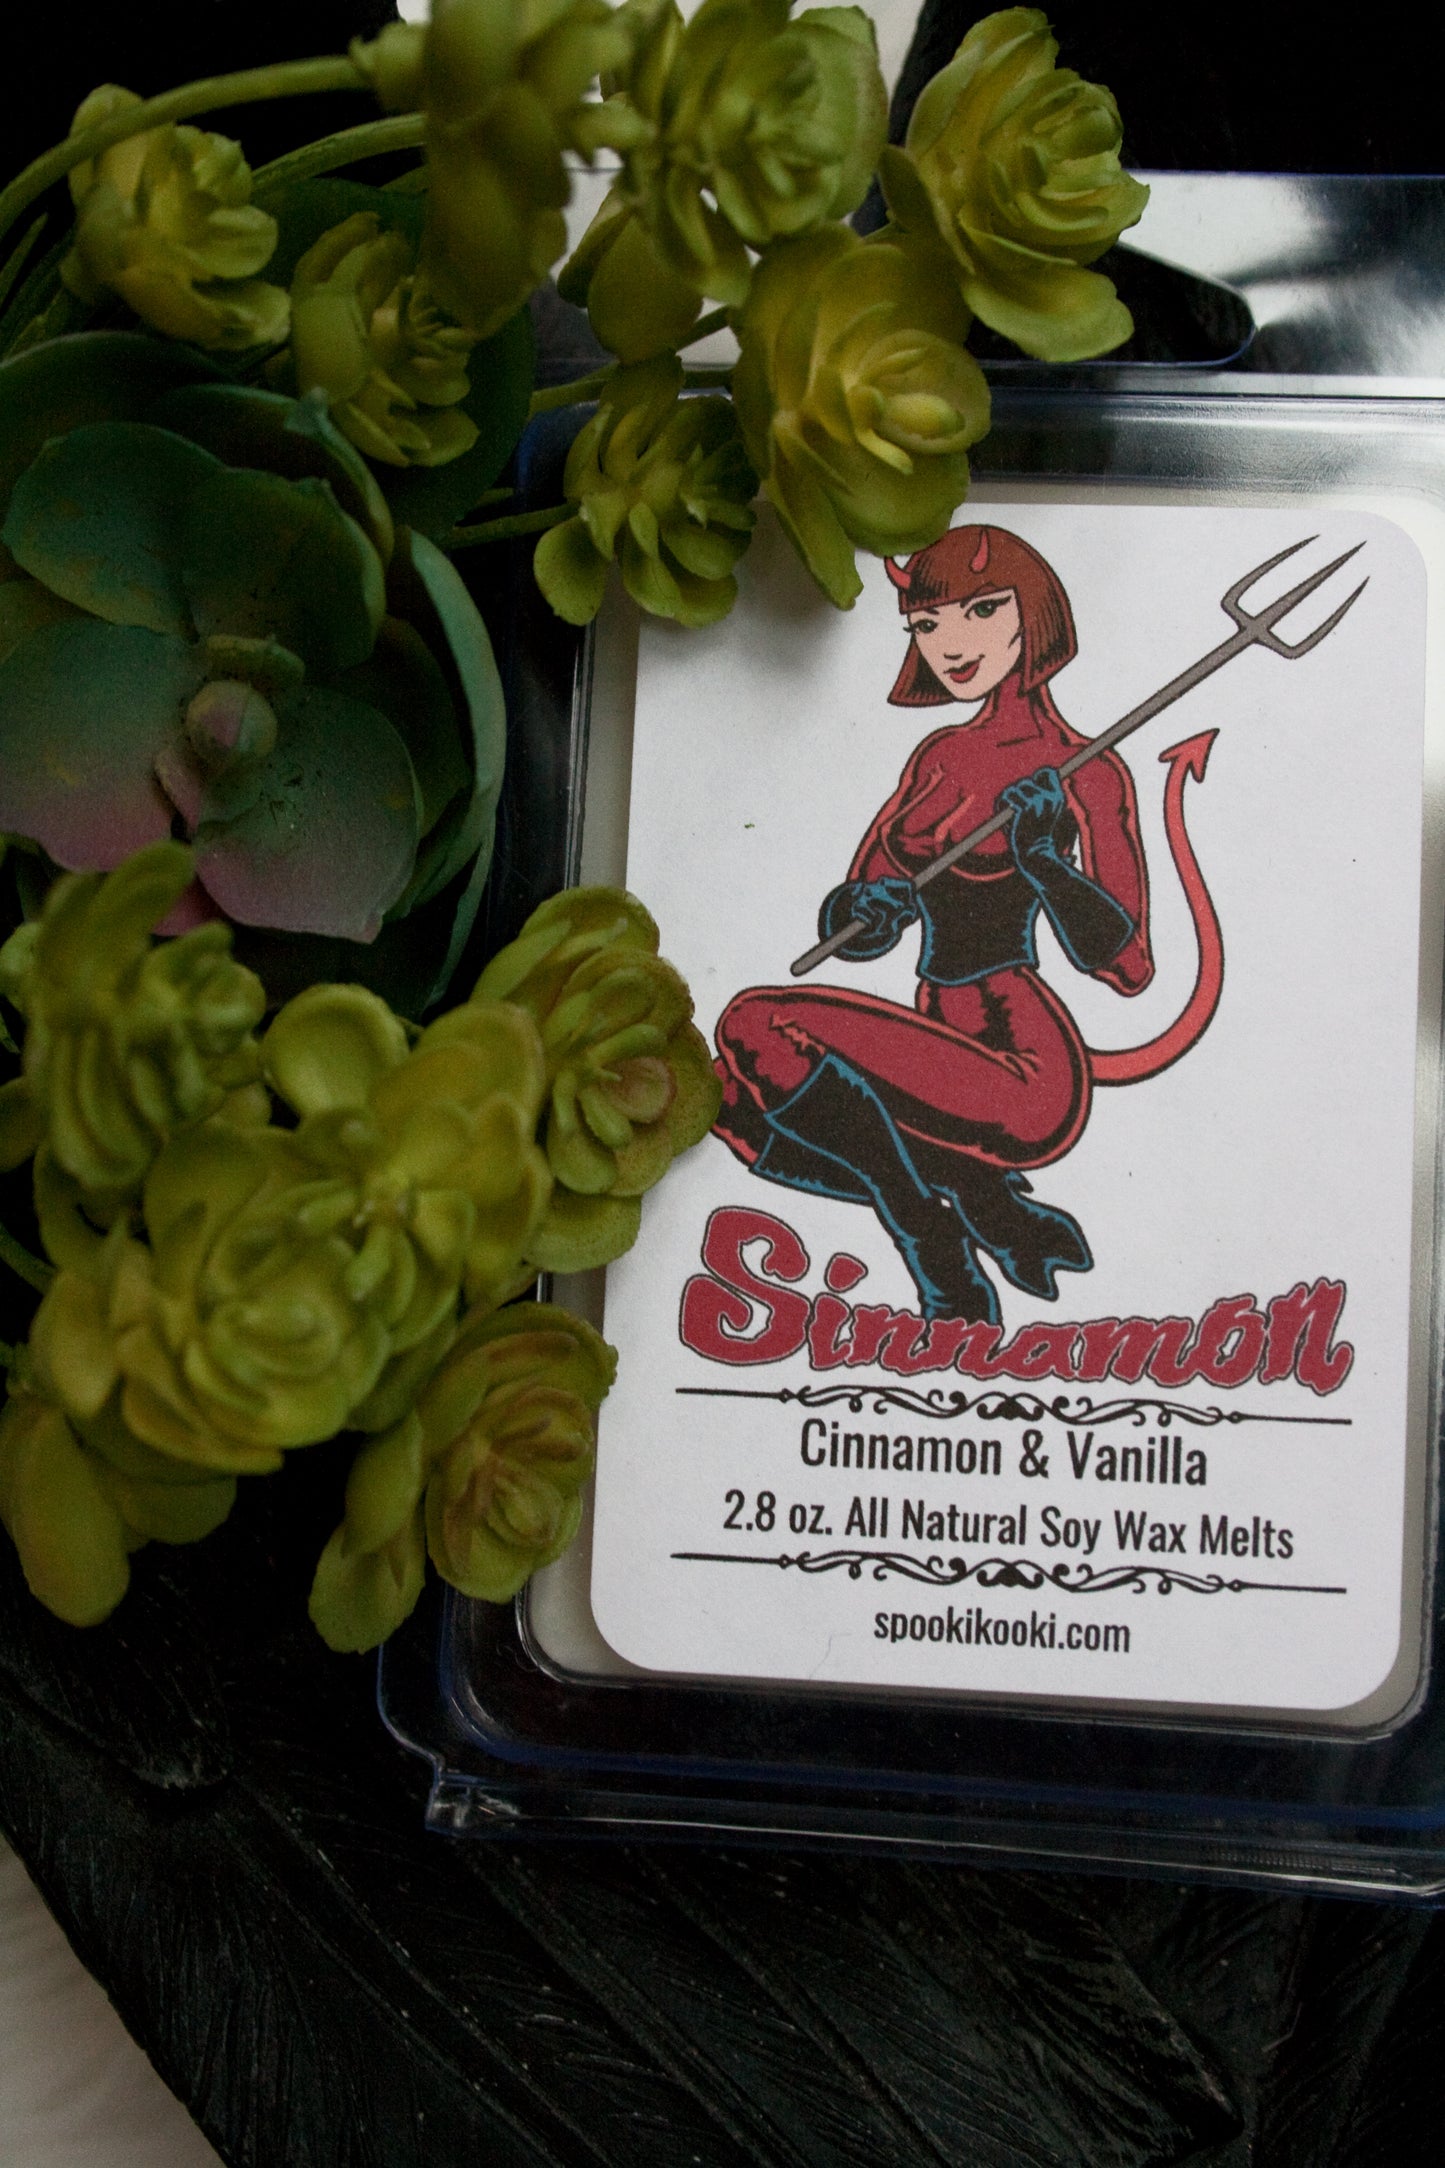 Sinnamon
Cinnamon & Vanilla
2.8 oz. All Natural Soy Wax Melts
spookikooki.com